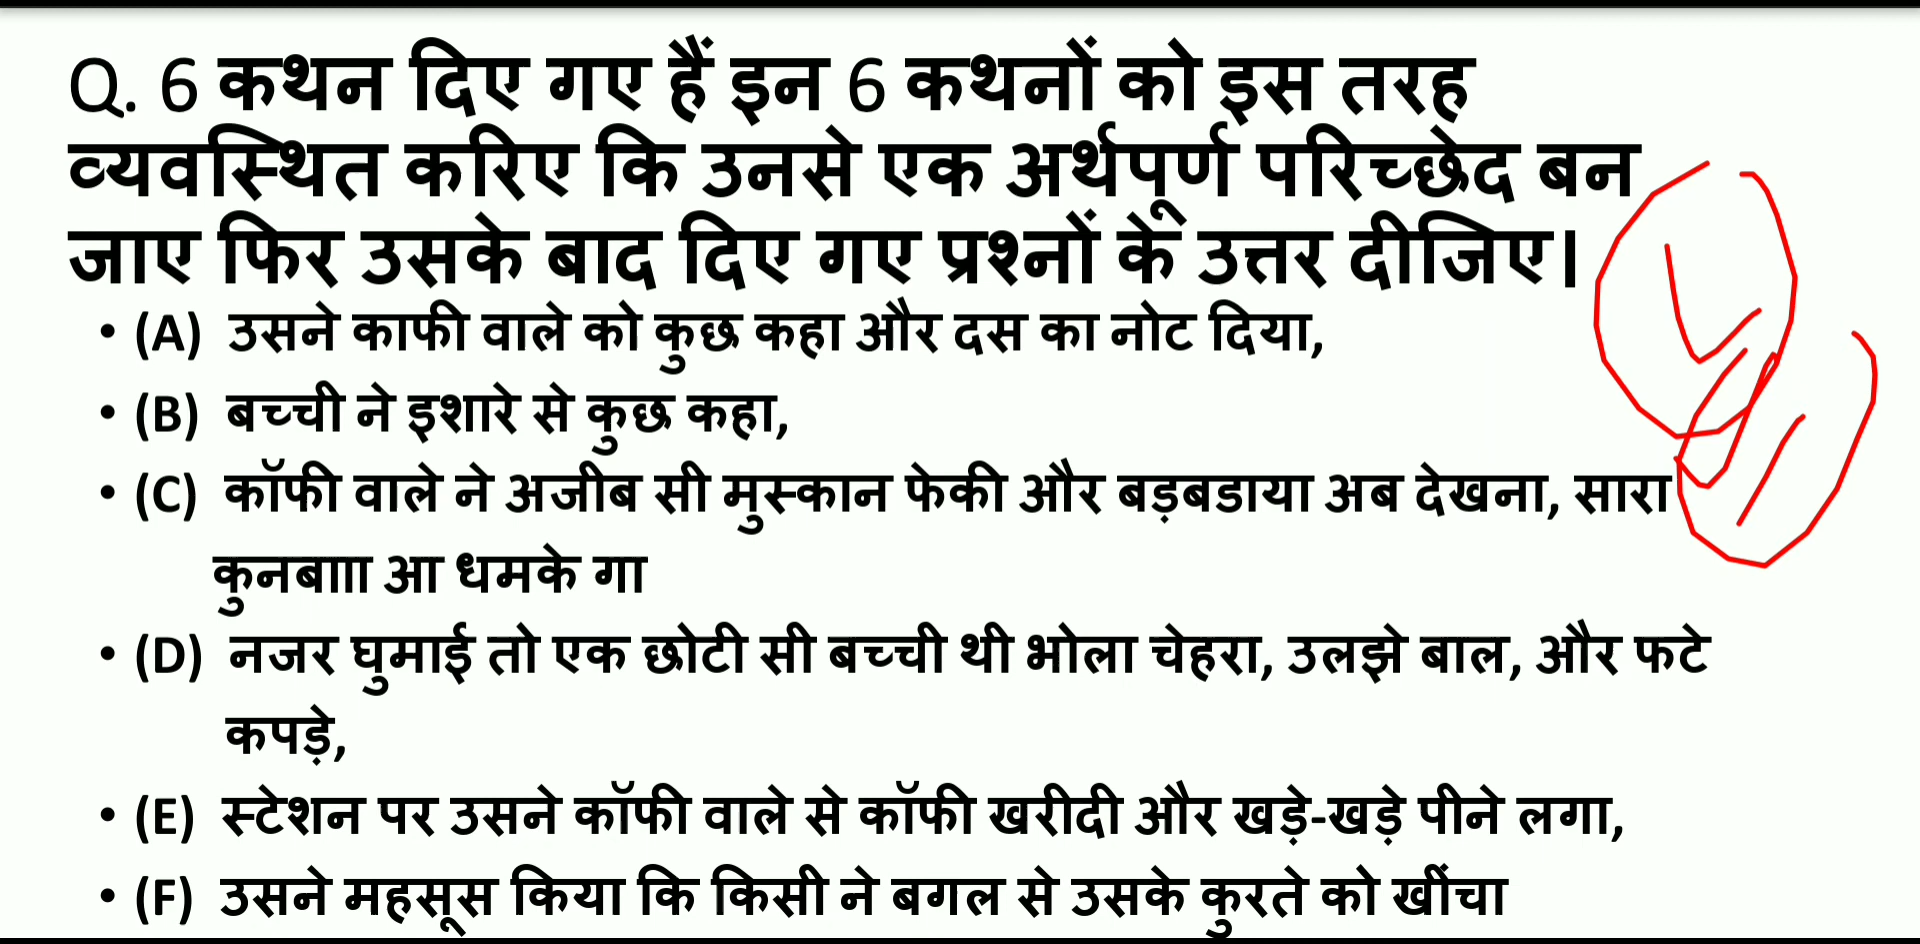 Q. 6 कथन दिए गए हैं इन 6 कथनों को इस तरह
व्यवस्थित करिए कि उनसे एक अर्थपूर्ण परिच्छेद बन
जाए फिर उसके बाद दिए गए प्रश्नों के उत्तर दीजिए।
• (A) उसने काफी वाले को कुछ कहा और दस का नोट दिया,
• (B) बच्ची ने इशारे से कुछ कहा,
• (C) कॉफी वाले ने अजीब सी मुस्कान फेकी और बड़बडाया अब देखना, सारा
कुनबााा आ धमके गा
• (D) नजर घुमाई तो एक छोटी सी बच्ची थी भोला चेहरा, उलझे बाल, और फटे
कपड़े,
• (E) स्टेशन पर उसने कॉफी वाले से कॉफी खरीदी और खड़े-खड़े पीने लगा,
• (F) उसने महसूस किया कि किसी ने बगल से उसके कुरते को खींचा